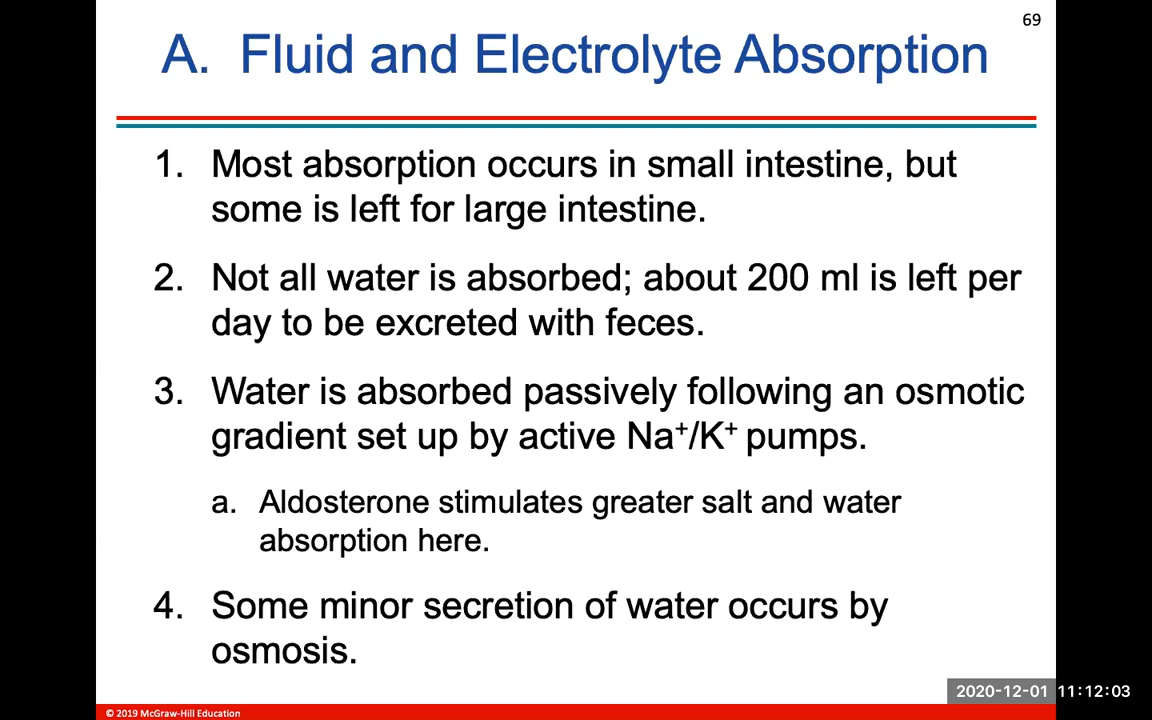 69
A. Fluid and Electrolyte Absorption
1. Most absorption occurs in small intestine, but
some is left for large intestine.
2. Not all water is absorbed; about 200 ml is left per
day to be excreted with feces.
3. Water is absorbed passively following an osmotic
gradient set up by active Na⁺/K⁺ pumps.
a. Aldosterone stimulates greater salt and water
absorption here.
4. Some minor secretion of water occurs by
osmosis.
2020-12-01 11:12:03
© 2019 McGraw-Hill Education